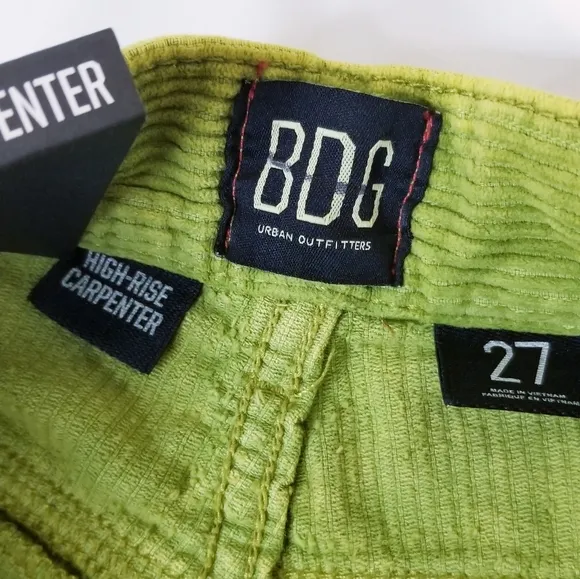 ENTER
BDG
URBAN OUTFITTERS
HIGH-RISE
CARPENTER
27
MADE IN VIETNAM
FABRIQUÉ EN VIETNAM